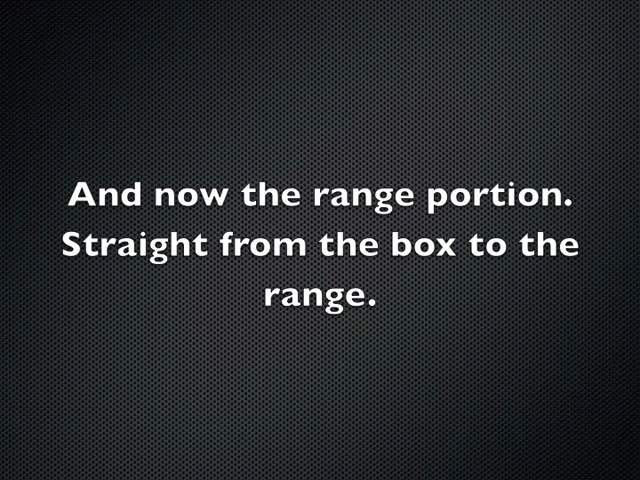 And now the range portion.
Straight from the box to the
range.